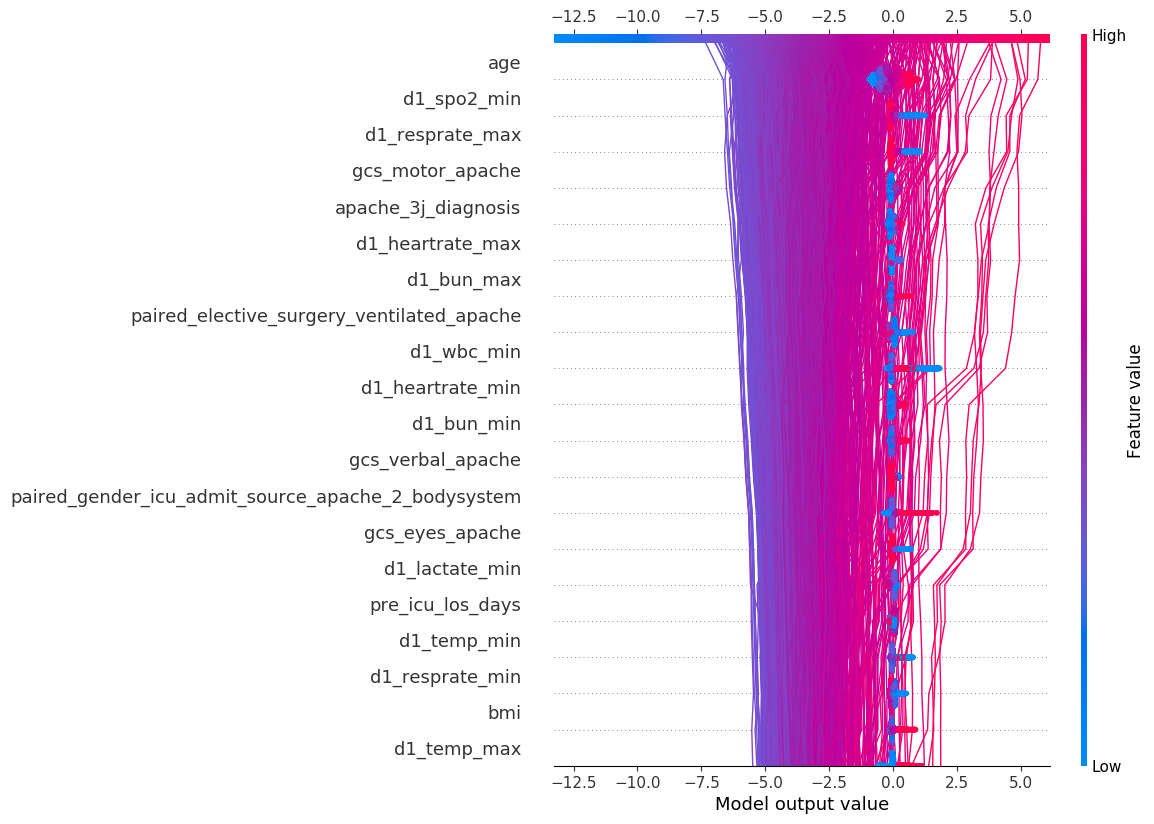 −12.5 −10.0 −7.5 −5.0 −2.5 0.0 2.5 5.0
High
age
d1_spo2_min
d1_resprate_max
gcs_motor_apache
apache_3j_diagnosis
d1_heartrate_max
d1_bun_max
paired_elective_surgery_ventilated_apache
d1_wbc_min
d1_heartrate_min
d1_bun_min
gcs_verbal_apache
paired_gender_icu_admit_source_apache_2_bodysystem
gcs_eyes_apache
d1_lactate_min
pre_icu_los_days
d1_temp_min
d1_resprate_min
bmi
d1_temp_max
Feature value
Low
−12.5 −10.0 −7.5 −5.0 −2.5 0.0 2.5 5.0
Model output value